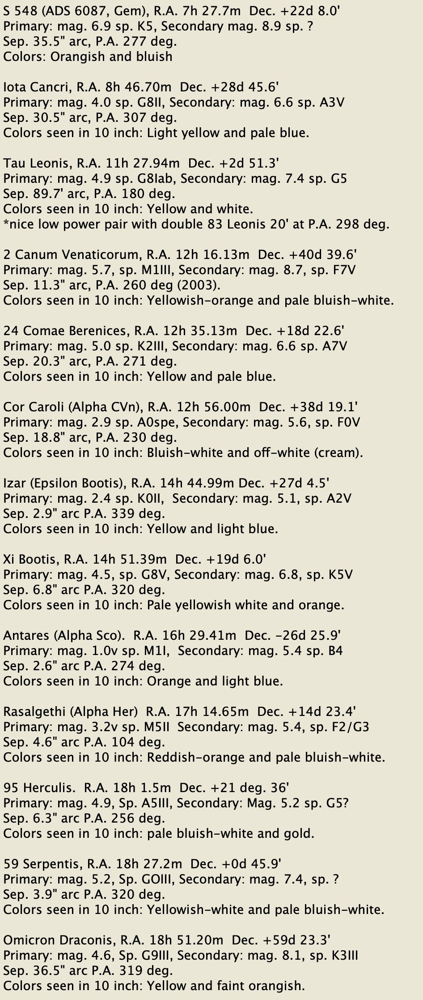 S 548 (ADS 6087, Gem), R.A. 7h 27.7m  Dec. +22d 8.0'
Primary: mag. 6.9 sp. K5, Secondary mag. 8.9 sp. ?
Sep. 35.5" arc, P.A. 277 deg.
Colors: Orangish and bluish

Iota Cancri, R.A. 8h 46.70m  Dec. +28d 45.6'
Primary: mag. 4.0 sp. G8II, Secondary: mag. 6.6 sp. A3V
Sep. 30.5" arc, P.A. 307 deg.
Colors seen in 10 inch: Light yellow and pale blue.

Tau Leonis, R.A. 11h 27.94m  Dec. +2d 51.3'
Primary: mag. 4.9 sp. G8Iab, Secondary: mag. 7.4 sp. G5
Sep. 89.7' arc, P.A. 180 deg.
Colors seen in 10 inch: Yellow and white.
*nice low power pair with double 83 Leonis 20' at P.A. 298 deg.

2 Canum Venaticorum, R.A. 12h 16.13m  Dec. +40d 39.6'
Primary: mag. 5.7, sp. M1III, Secondary: mag. 8.7, sp. F7V
Sep. 11.3" arc, P.A. 260 deg (2003).
Colors seen in 10 inch: Yellowish-orange and pale bluish-white.

24 Comae Berenices, R.A. 12h 35.13m  Dec. +18d 22.6'
Primary: mag. 5.0 sp. K2III, Secondary: mag. 6.6 sp. A7V
Sep. 20.3" arc, P.A. 271 deg.
Colors seen in 10 inch: Yellow and pale blue.

Cor Caroli (Alpha CVn), R.A. 12h 56.00m  Dec. +38d 19.1'
Primary: mag. 2.9 sp. A0spe, Secondary: mag. 5.6, sp. F0V
Sep. 18.8" arc, P.A. 230 deg.
Colors seen in 10 inch: Bluish-white and off-white (cream).

Izar (Epsilon Bootis), R.A. 14h 44.99m Dec. +27d 4.5'
Primary: mag. 2.4 sp. K0II,  Secondary: mag. 5.1, sp. A2V
Sep. 2.9" arc P.A. 339 deg.
Colors seen in 10 inch: Yellow and light blue.

Xi Bootis, R.A. 14h 51.39m  Dec. +19d 6.0'
Primary: mag. 4.5, sp. G8V, Secondary: mag. 6.8, sp. K5V
Sep. 6.8" arc P.A. 320 deg.
Colors seen in 10 inch: Pale yellowish white and orange.

Antares (Alpha Sco).  R.A. 16h 29.41m  Dec. -26d 25.9'
Primary: mag. 1.0v sp. M1I,  Secondary: mag. 5.4 sp. B4
Sep. 2.6" arc P.A. 274 deg.
Colors seen in 10 inch: Orange and light blue.

Rasalgethi (Alpha Her)  R.A. 17h 14.65m  Dec. +14d 23.4'
Primary: mag. 3.2v sp. M5II  Secondary: mag. 5.4, sp. F2/G3
Sep. 4.6" arc P.A. 104 deg.
Colors seen in 10 inch: Reddish-orange and pale bluish-white.

95 Herculis.  R.A. 18h 1.5m  Dec. +21 deg. 36'
Primary: mag. 4.9, Sp. A5III, Secondary: Mag. 5.2 sp. G5?
Sep. 6.3" arc P.A. 256 deg.
Colors seen in 10 inch: pale bluish-white and gold.

59 Serpentis, R.A. 18h 27.2m  Dec. +0d 45.9'
Primary: mag. 5.2, Sp. GOIII, Secondary: mag. 7.4, sp. ?
Sep. 3.9" arc P.A. 320 deg.
Colors seen in 10 inch: Yellowish-white and pale bluish-white.

Omicron Draconis, R.A. 18h 51.20m  Dec. +59d 23.3'
Primary: mag. 4.6, Sp. G9III, Secondary: mag. 8.1, sp. K3III
Sep. 36.5" arc P.A. 319 deg.
Colors seen in 10 inch: Yellow and faint orangish.